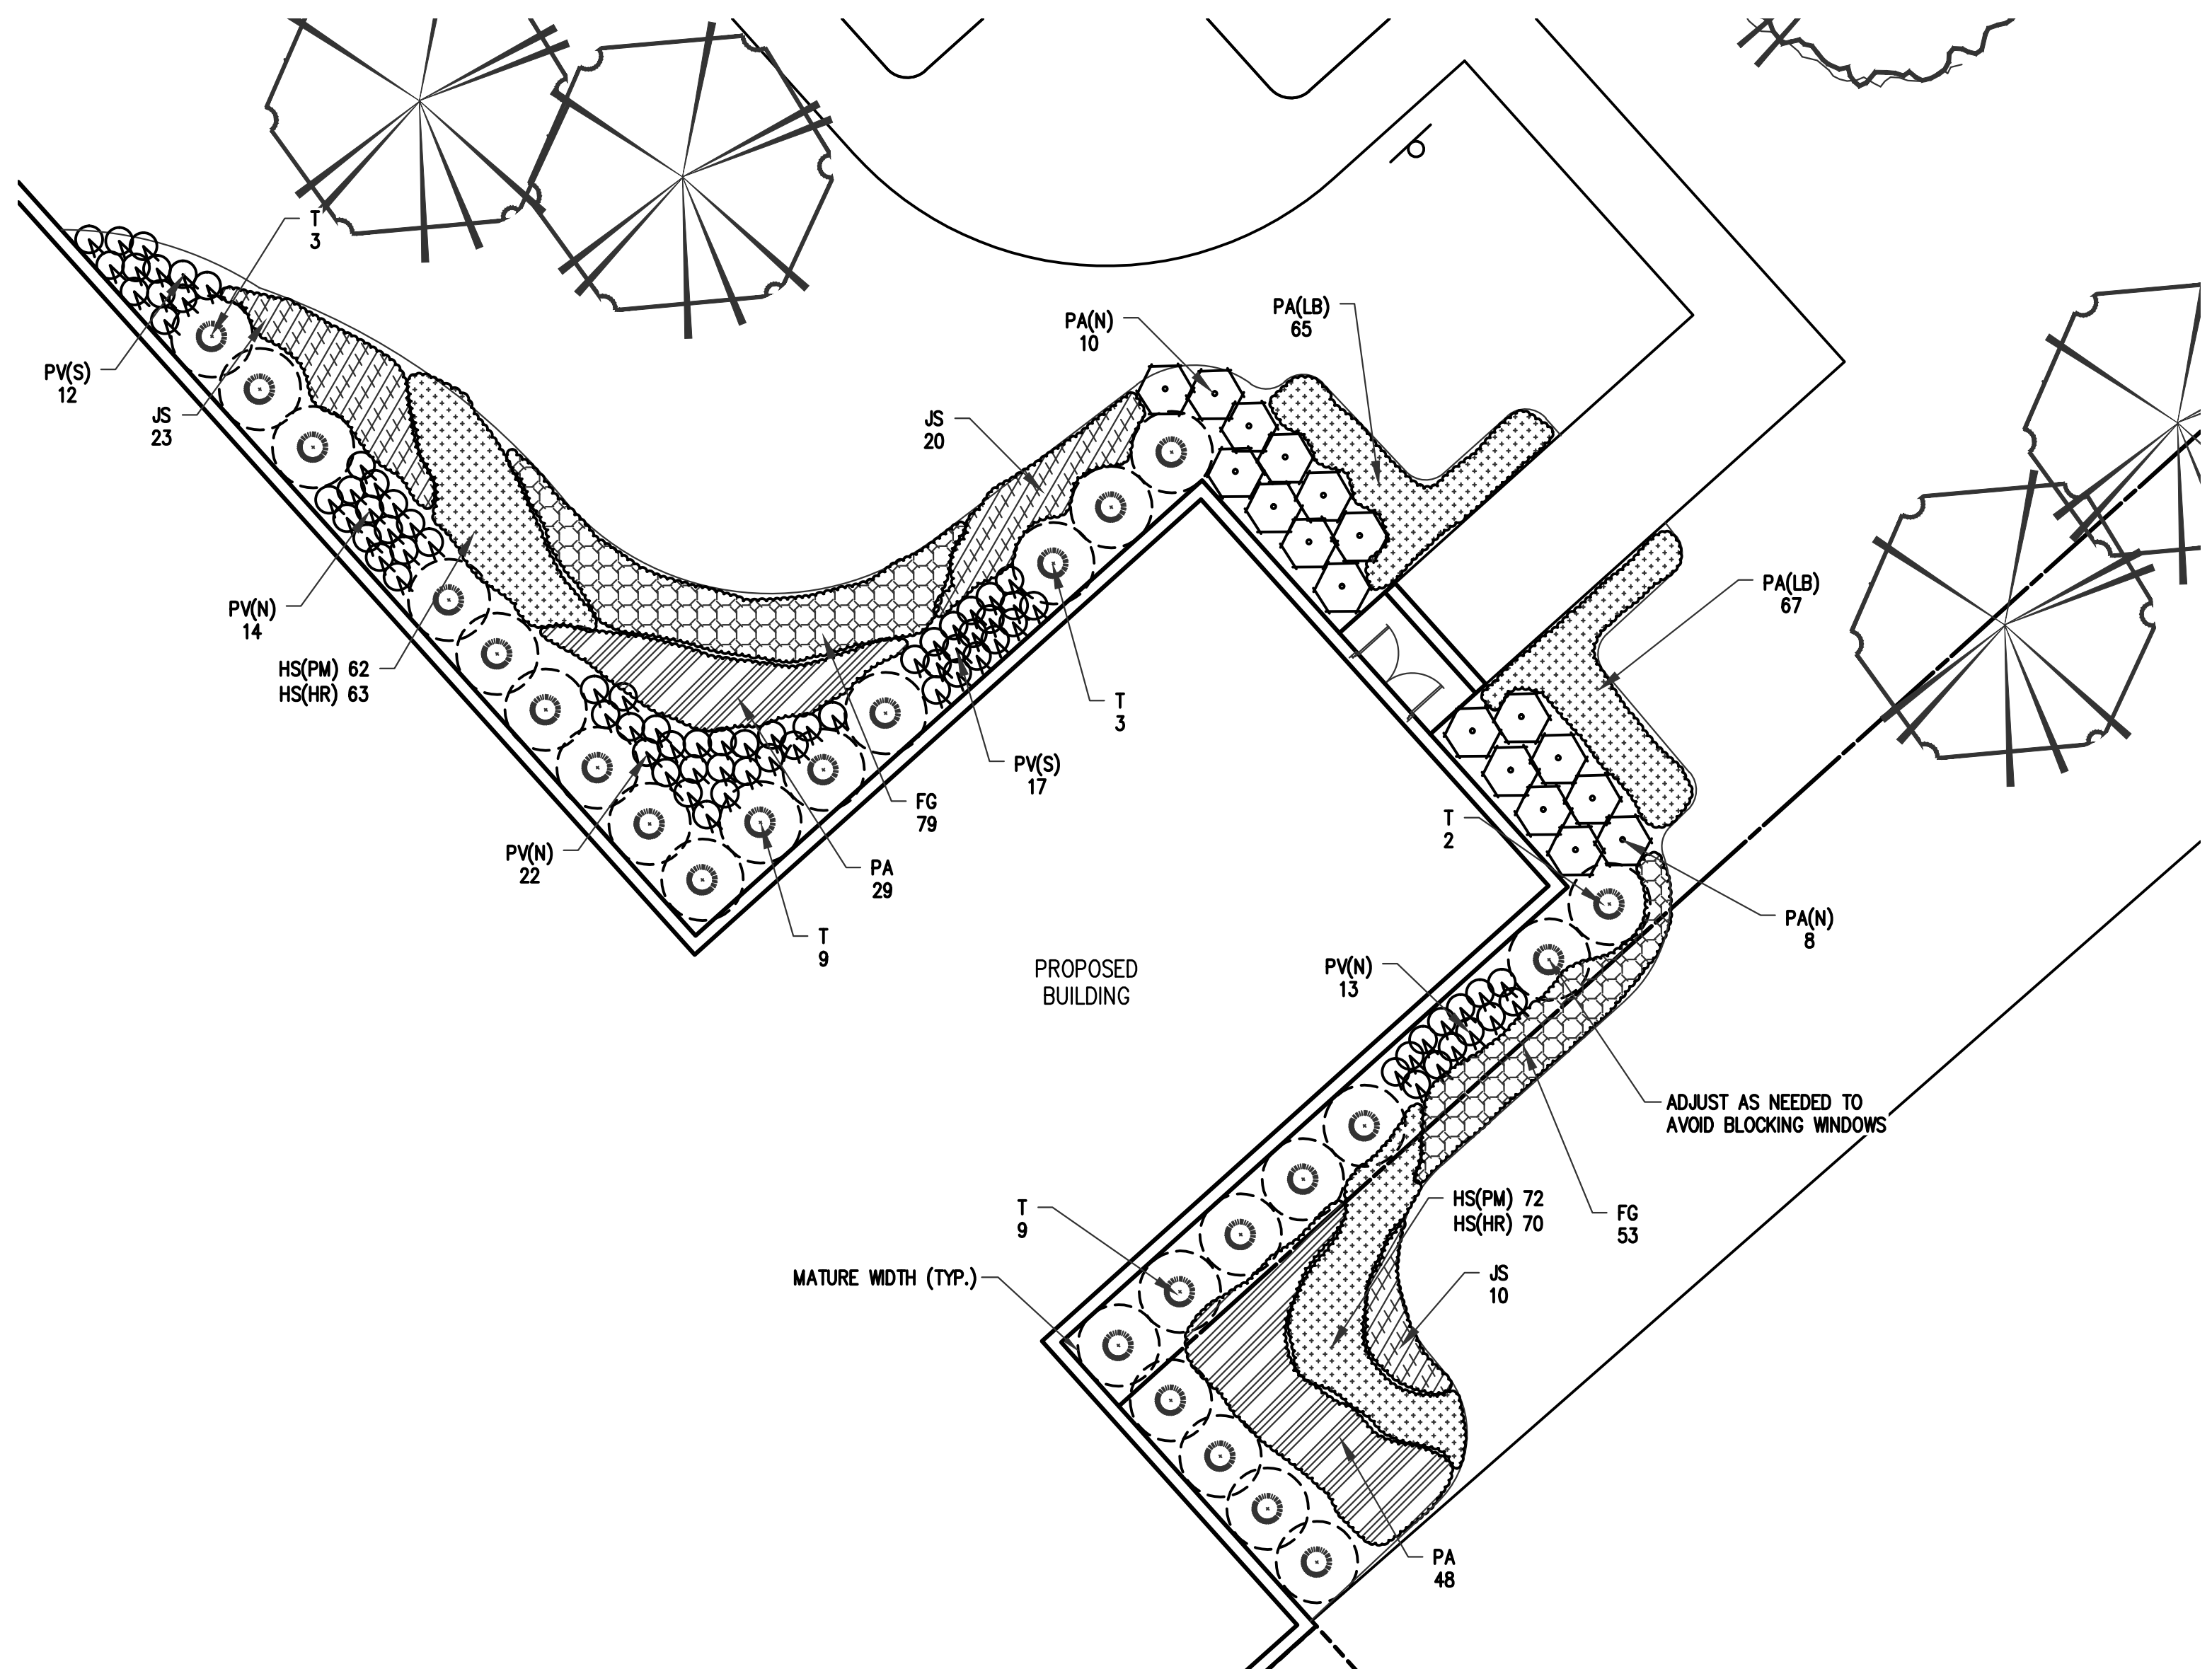 T
3
PA(N)
10
PA(LB)
65
PV(S)
12
JS
23
JS
20
PV(N)
14
PA(LB)
67
HS(PM) 62
HS(HR) 63
T
3
PV(S)
17
FG
79
T
2
PV(N)
22
PA
29
PA(N)
8
T
9
PROPOSED
BUILDING
PV(N)
13
ADJUST AS NEEDED TO
AVOID BLOCKING WINDOWS
HS(PM) 72
HS(HR) 70
T
9
FG
53
MATURE WIDTH (TYP.)
JS
10
PA
48